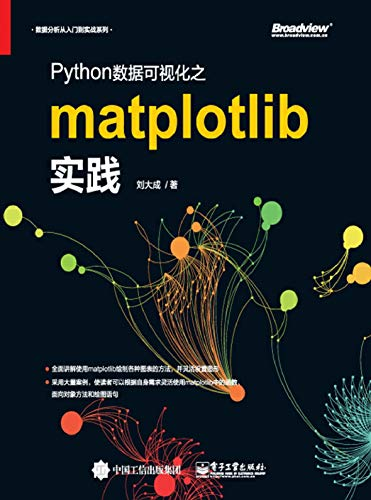 数据分析从入门到实战系列
Broadview®
www.broadview.com.cn
Python数据可视化之
matplotlib
实践
刘大成 / 著
全面讲解使用matplotlib绘制各种图表的方法，并灵活设置图形
采用大量案例，使读者可以根据自身需求灵活使用matplotlib中的函数、
面向对象方法和绘图语句
中国工信出版集团
电子工业出版社